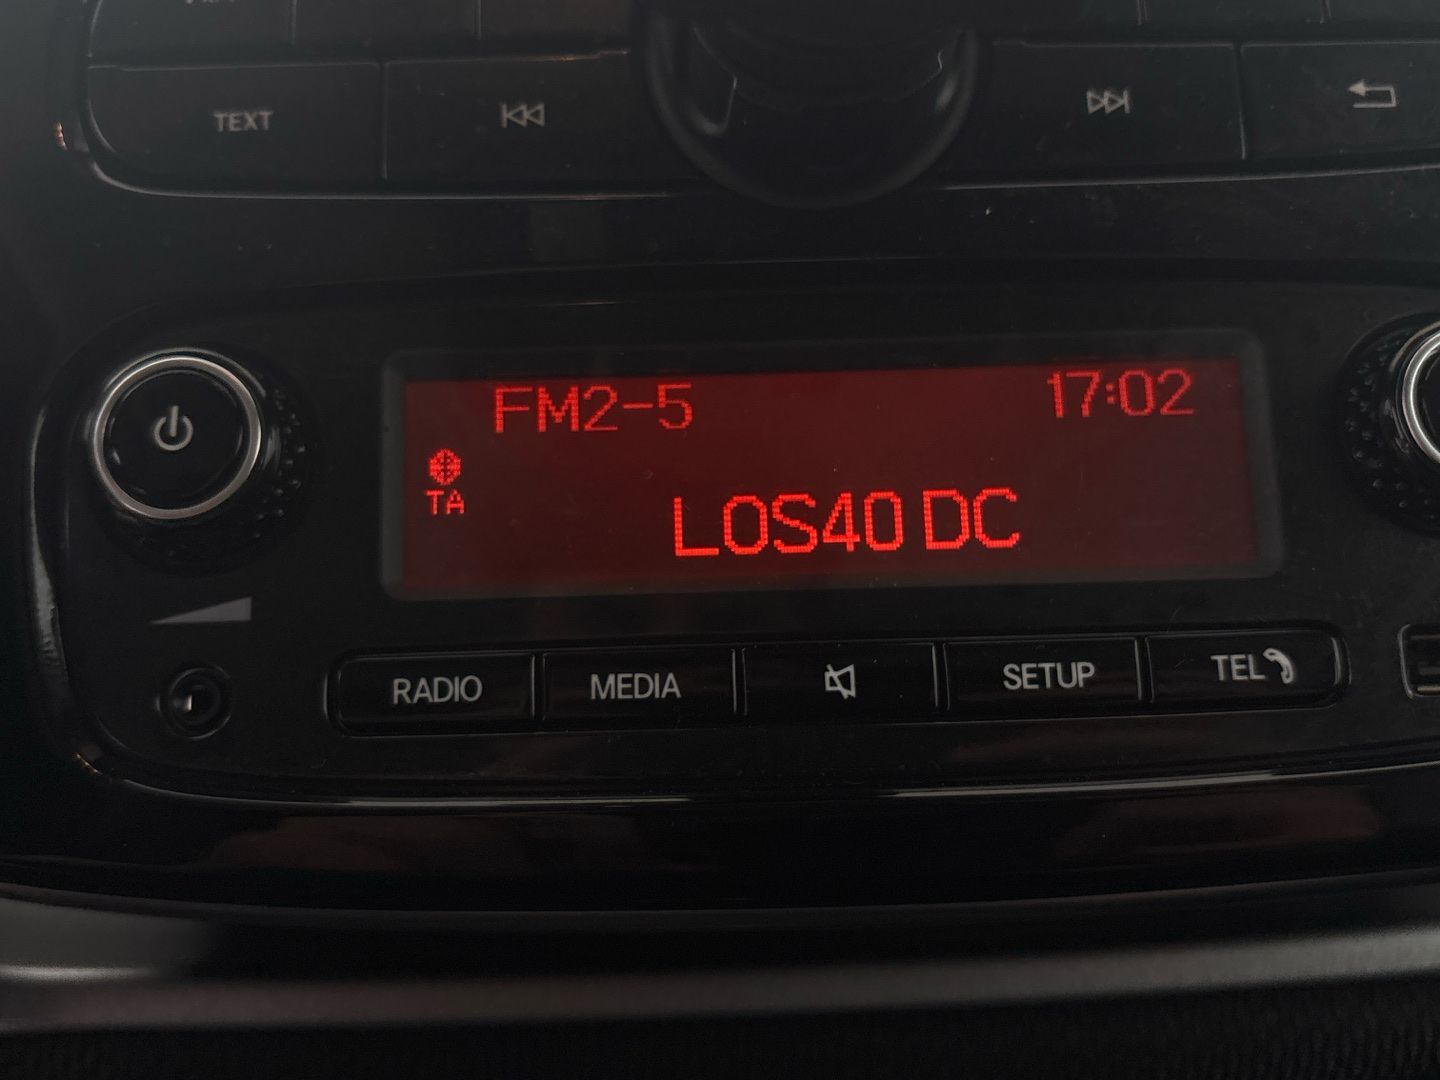 TEXT
FM2-5 17:02
TA
LOS40 DC
RADIO MEDIA SETUP TEL